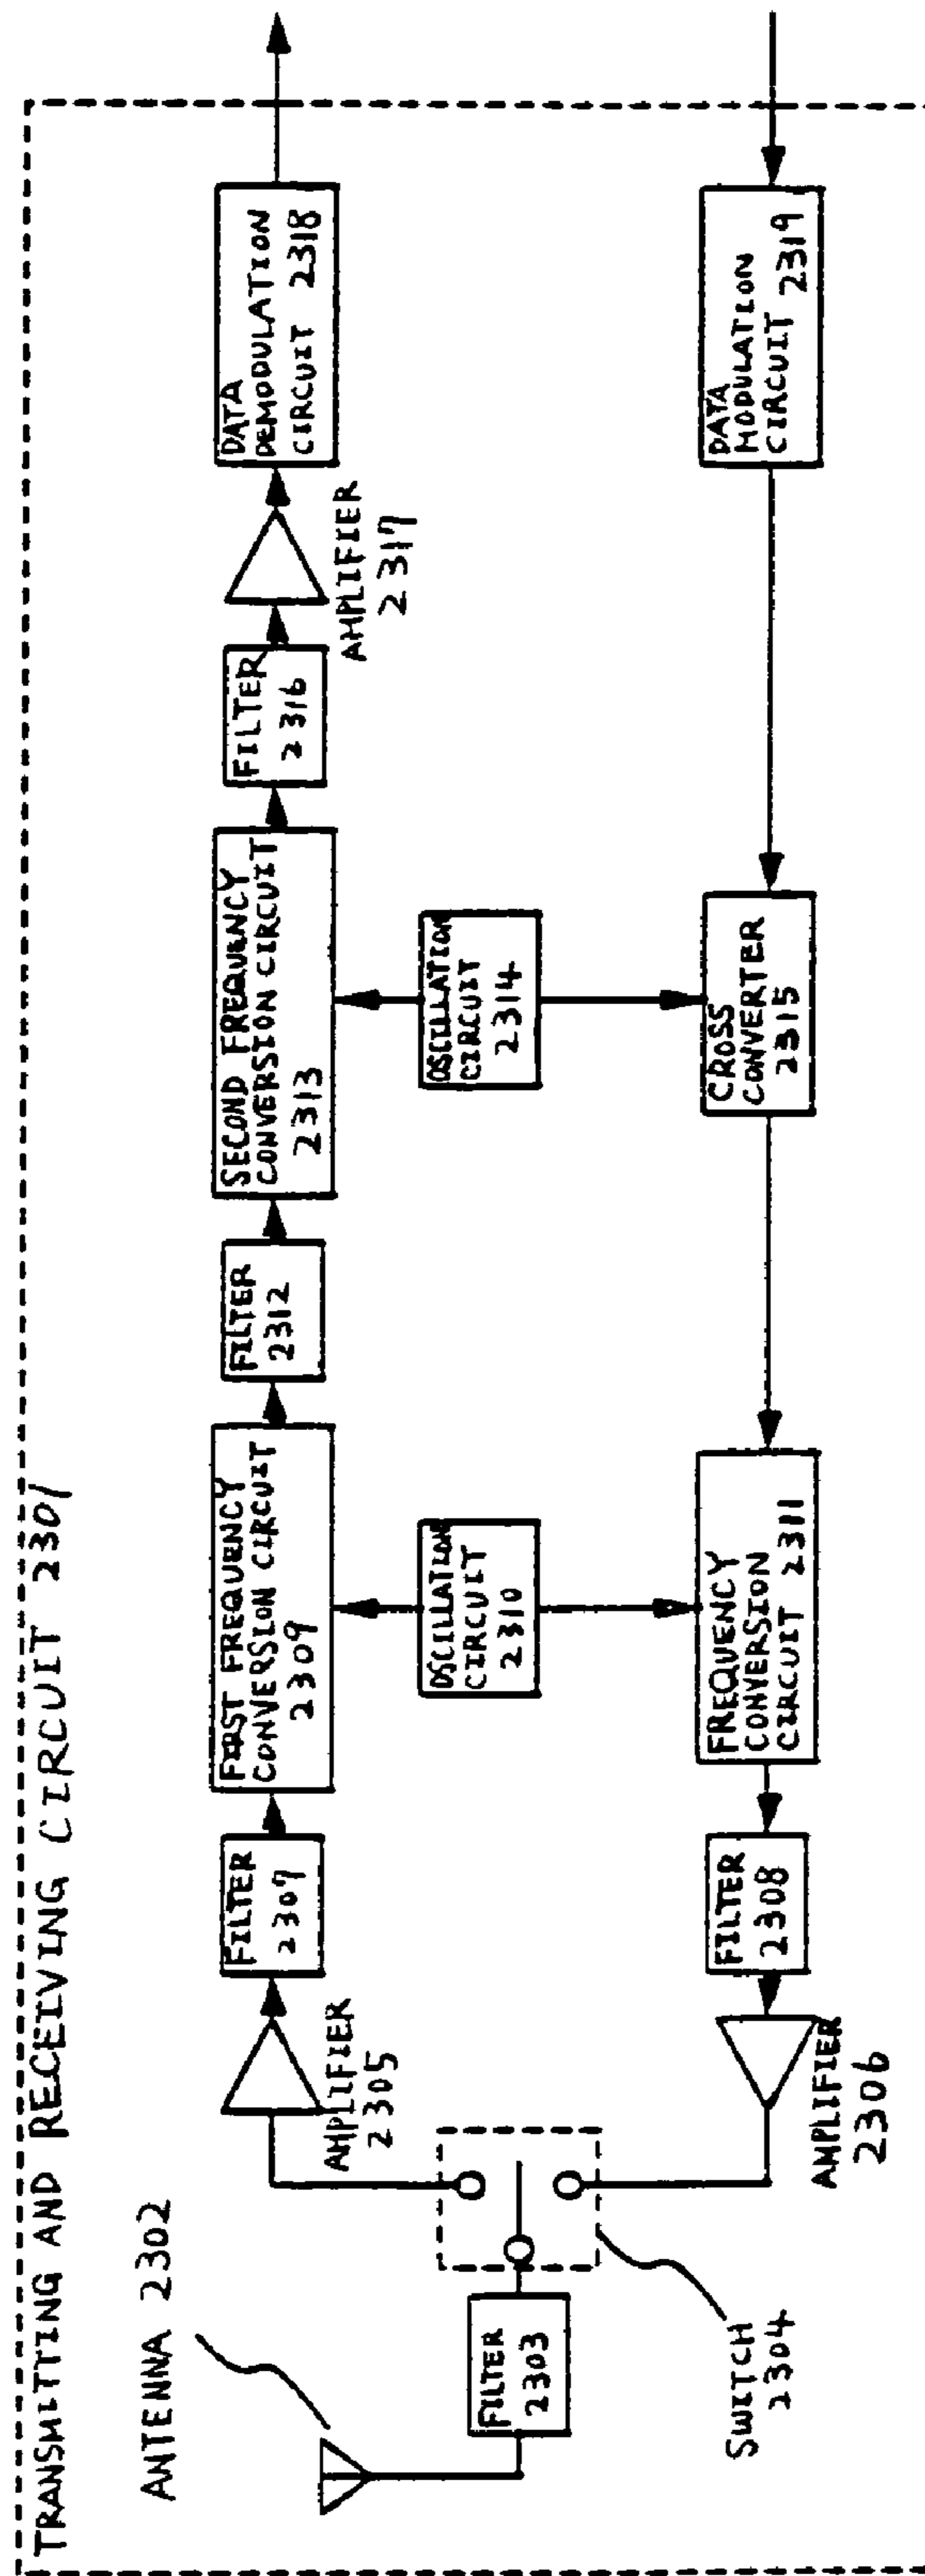 TRANSMITTING AND RECEIVING CIRCUIT 2301
ANTENNA 2302
FILTER
2303
SWITCH
2304
AMPLIFIER
2305
FILTER
2307
FIRST FREQUENCY
CONVERSION CIRCUIT
2309
FILTER
2312
SECOND FREQUENCY
CONVERSION CIRCUIT
2313
FILTER
2316
AMPLIFIER
2317
DATA
DEMODULATION
CIRCUIT 2318
OSCILLATION
CIRCUIT
2310
OSCILLATION
CIRCUIT
2314
AMPLIFIER
2306
FILTER
2308
FREQUENCY
CONVERSION
CIRCUIT 2311
CROSS
CONVERTER
2315
DATA
MODULATION
CIRCUIT 2319